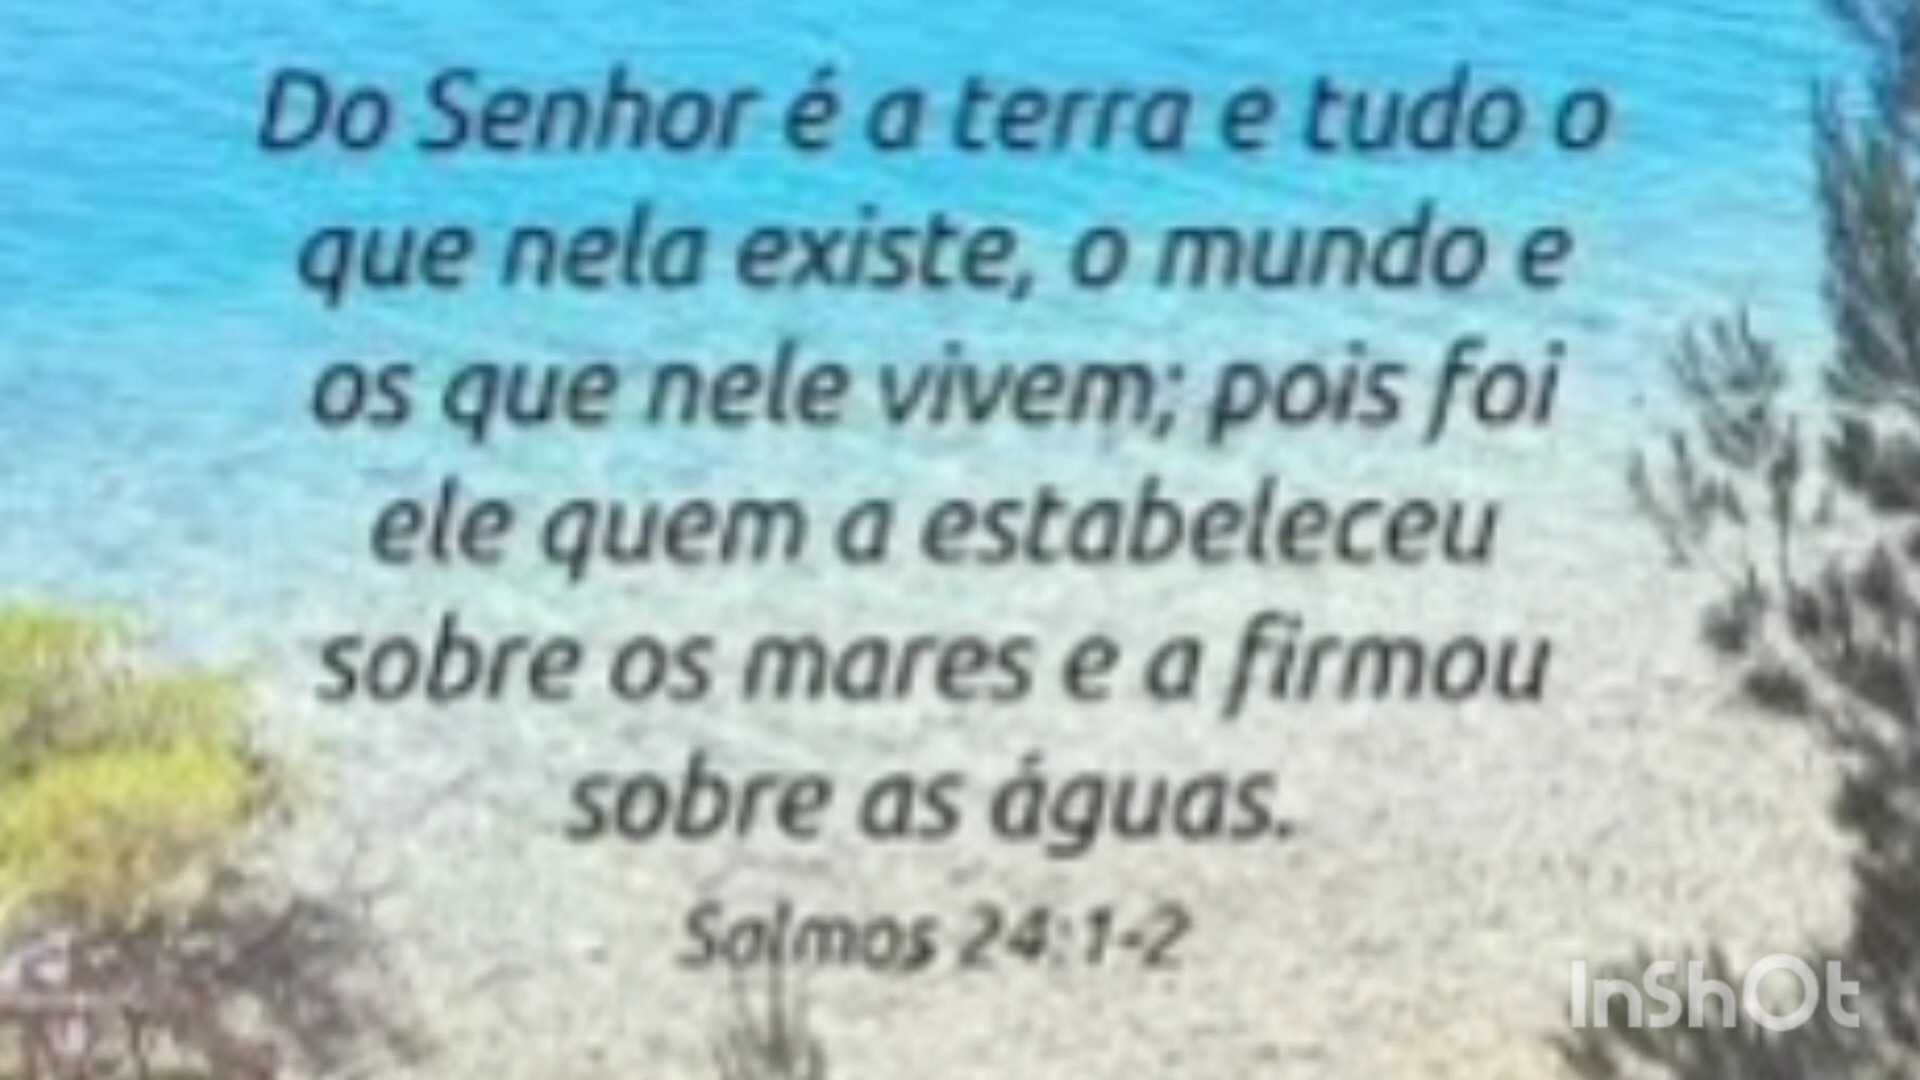 Do Senhor é a terra e tudo o
que nela existe, o mundo e
os que nele vivem; pois foi
ele quem a estabeleceu
sobre os mares e a firmou
sobre as águas.
Salmos 24:1-2
InShOt